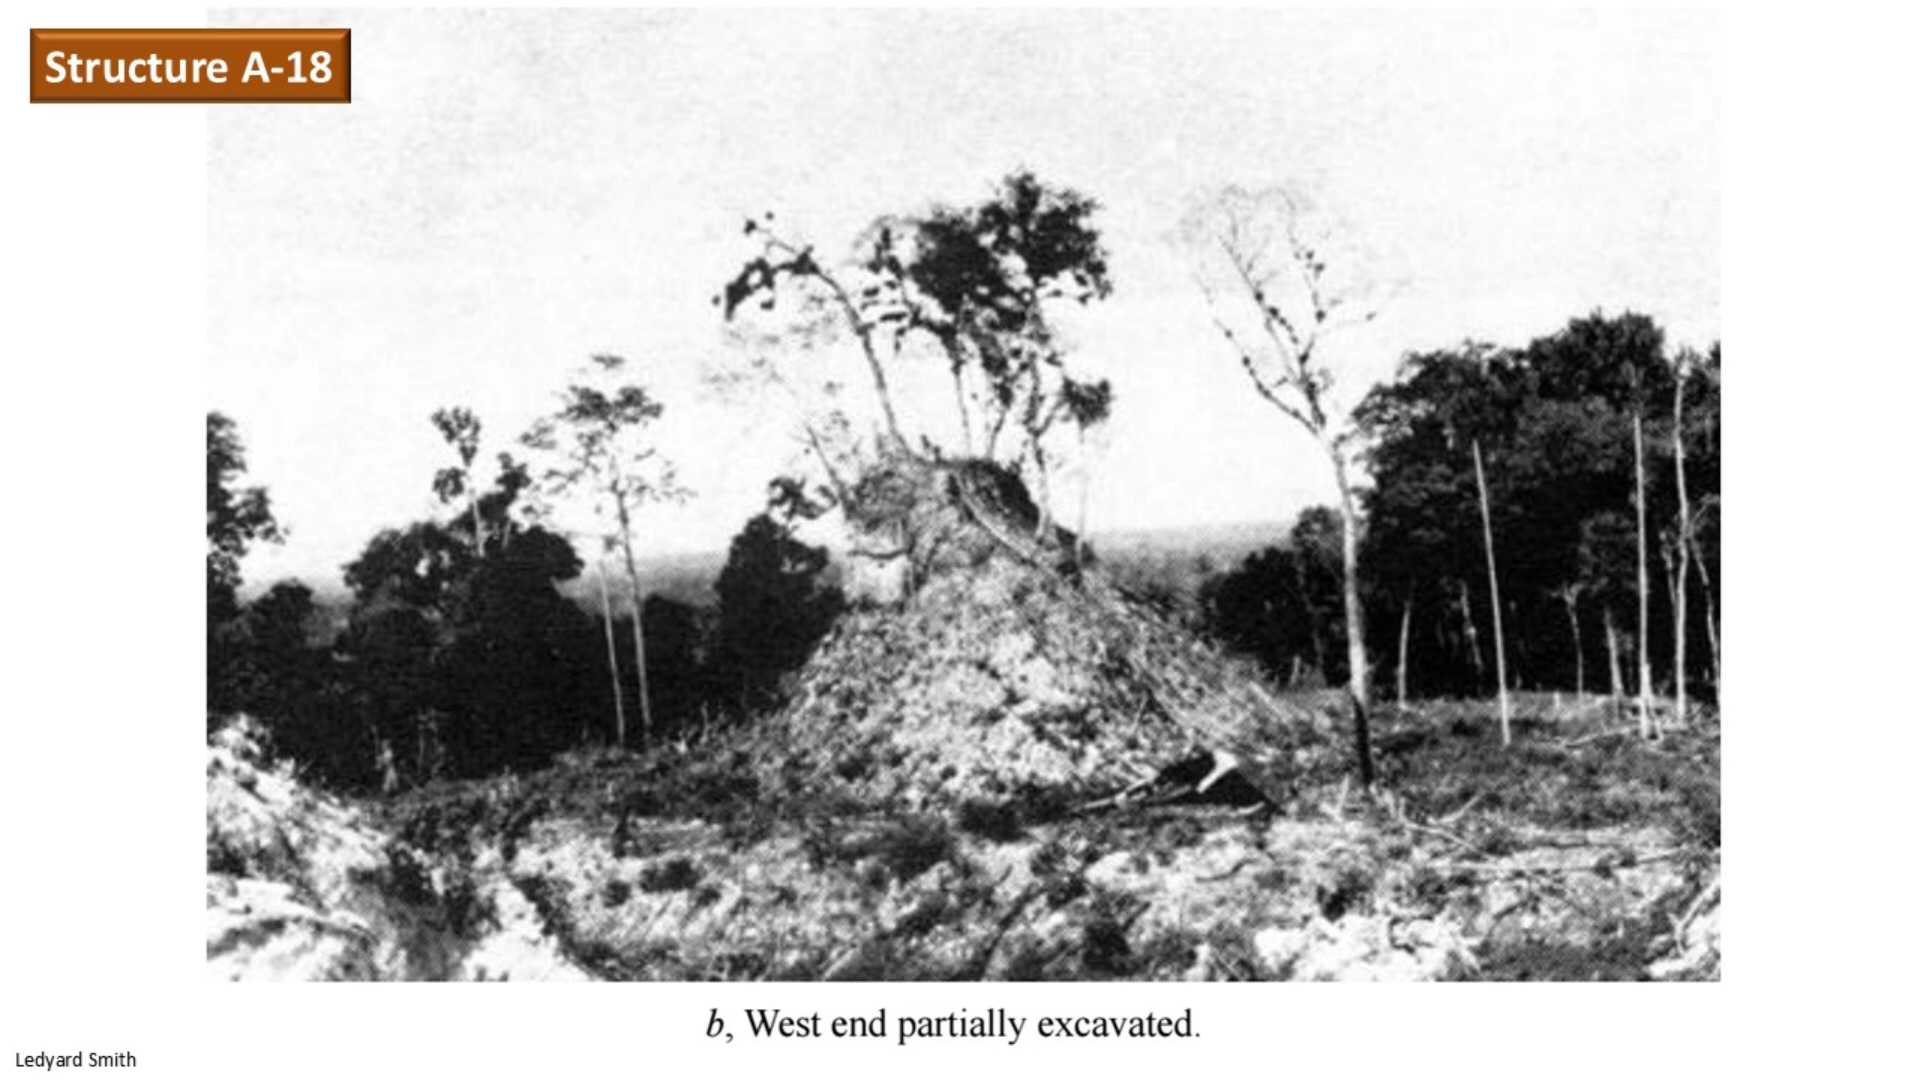 Structure A-18
b, West end partially excavated.
Ledyard Smith